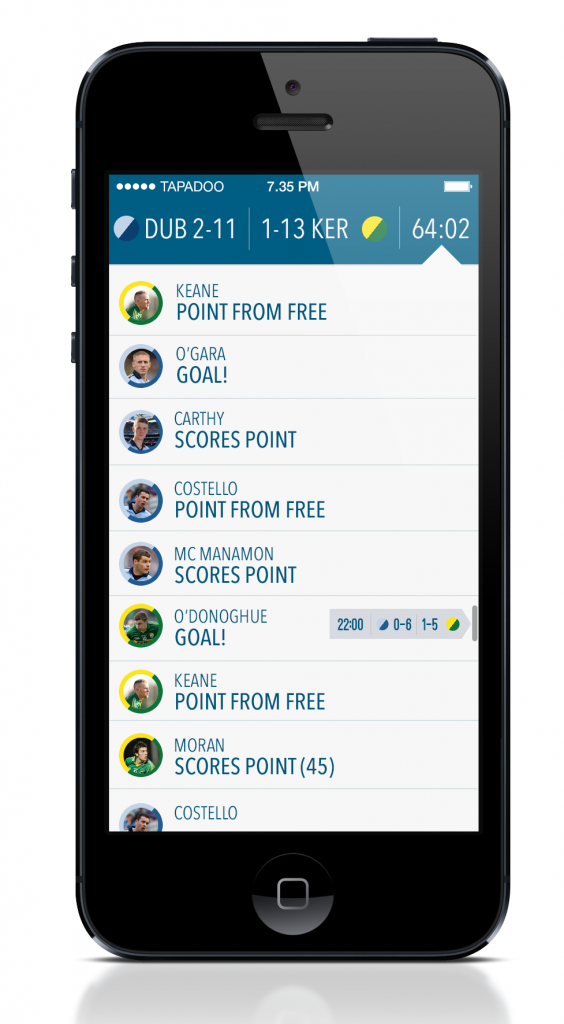 TAPADOO 7.35 PM
DUB 2-11 1-13 KER 64:02
KEANE
POINT FROM FREE
O'GARA
GOAL!
CARTHY
SCORES POINT
COSTELLO
POINT FROM FREE
MC MANAMON
SCORES POINT
O'DONOGHUE
GOAL!
22:00 0-6 1-5
KEANE
POINT FROM FREE
MORAN
SCORES POINT (45)
COSTELLO